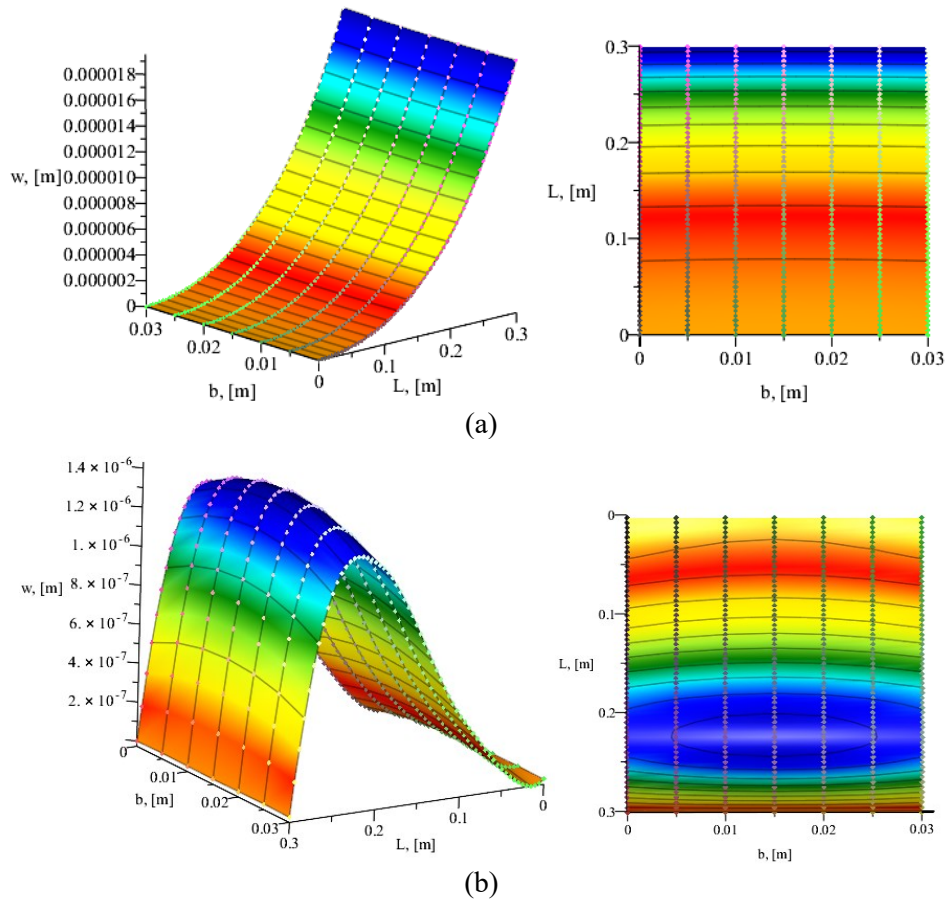 0.000018
0.000016
0.000014
0.000012
w, [m] 0.000010
0.000008
0.000006
0.000004
0.000002
0
0.03
0.02
0.01
0
b, [m]
0.1
0.2
0.3
L, [m]
0.3
0.2
L, [m]
0.1
0
0 0.01 0.02 0.03
b, [m]
(a)
1.4 × 10⁻⁶
1.2 × 10⁻⁶
1. × 10⁻⁶
8. × 10⁻⁷
w, [m]
6. × 10⁻⁷
4. × 10⁻⁷
2. × 10⁻⁷
0
0.01
b, [m]
0.02
0.03
0.3
0.2
L, [m]
0.1
0
0
0.1
L, [m]
0.2
0.3
0 0.01 0.02 0.03
b, [m]
(b)